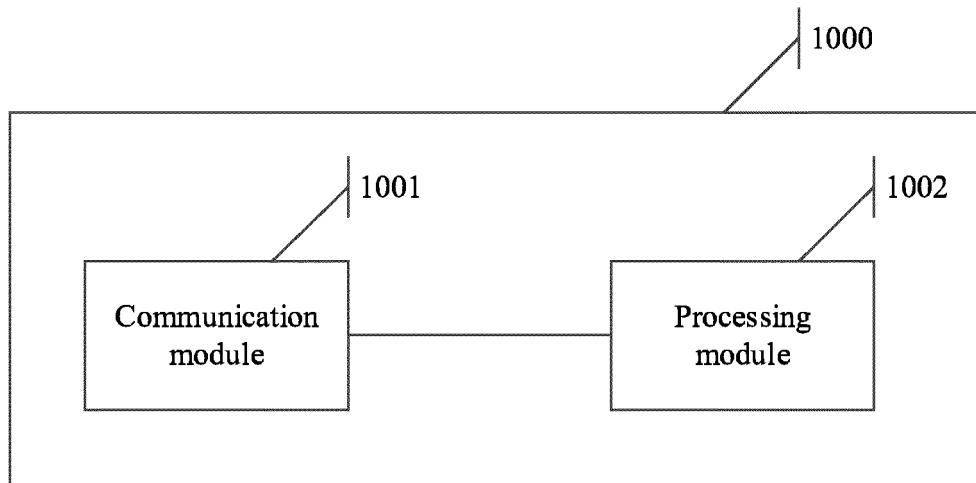 1000
1001
1002
Communication
module
Processing
module